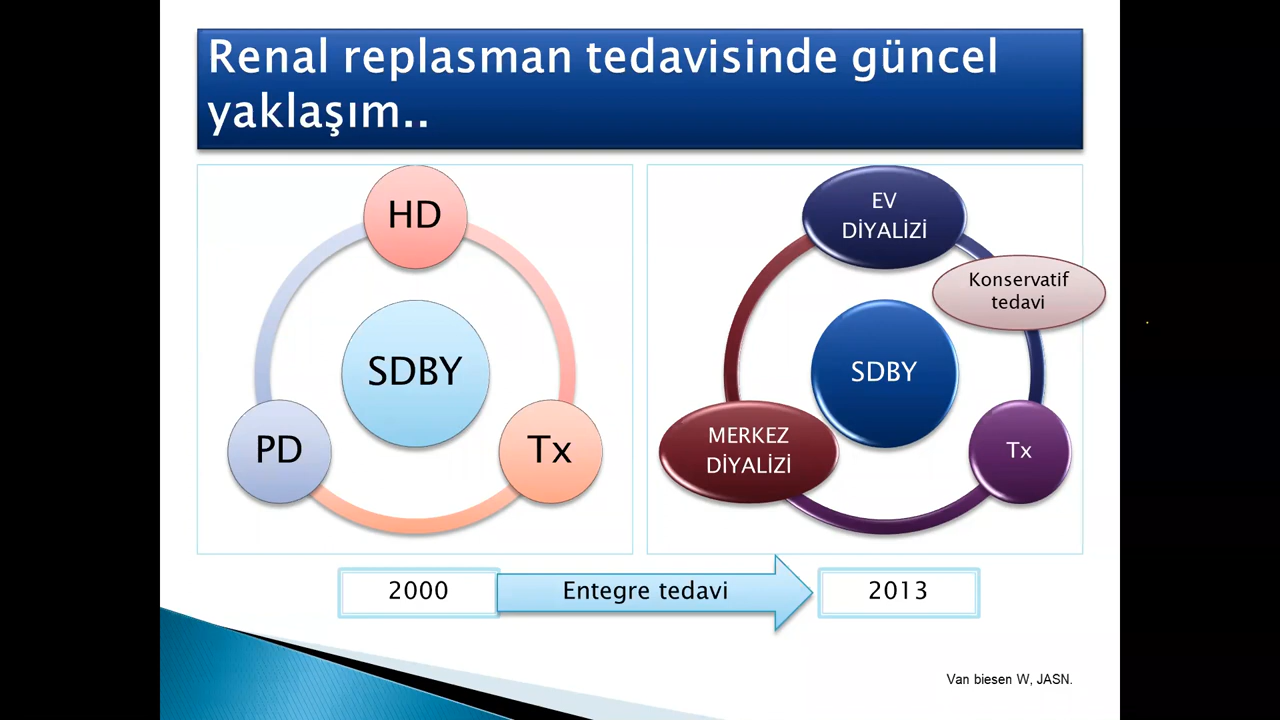 Renal replasman tedavisinde güncel
yaklaşım..
HD
SDBY
PD
Tx
EV
DİYALİZİ
Konservatif
tedavi
SDBY
MERKEZ
DİYALİZİ
Tx
2000
Entegre tedavi
2013
Van biesen W, JASN.